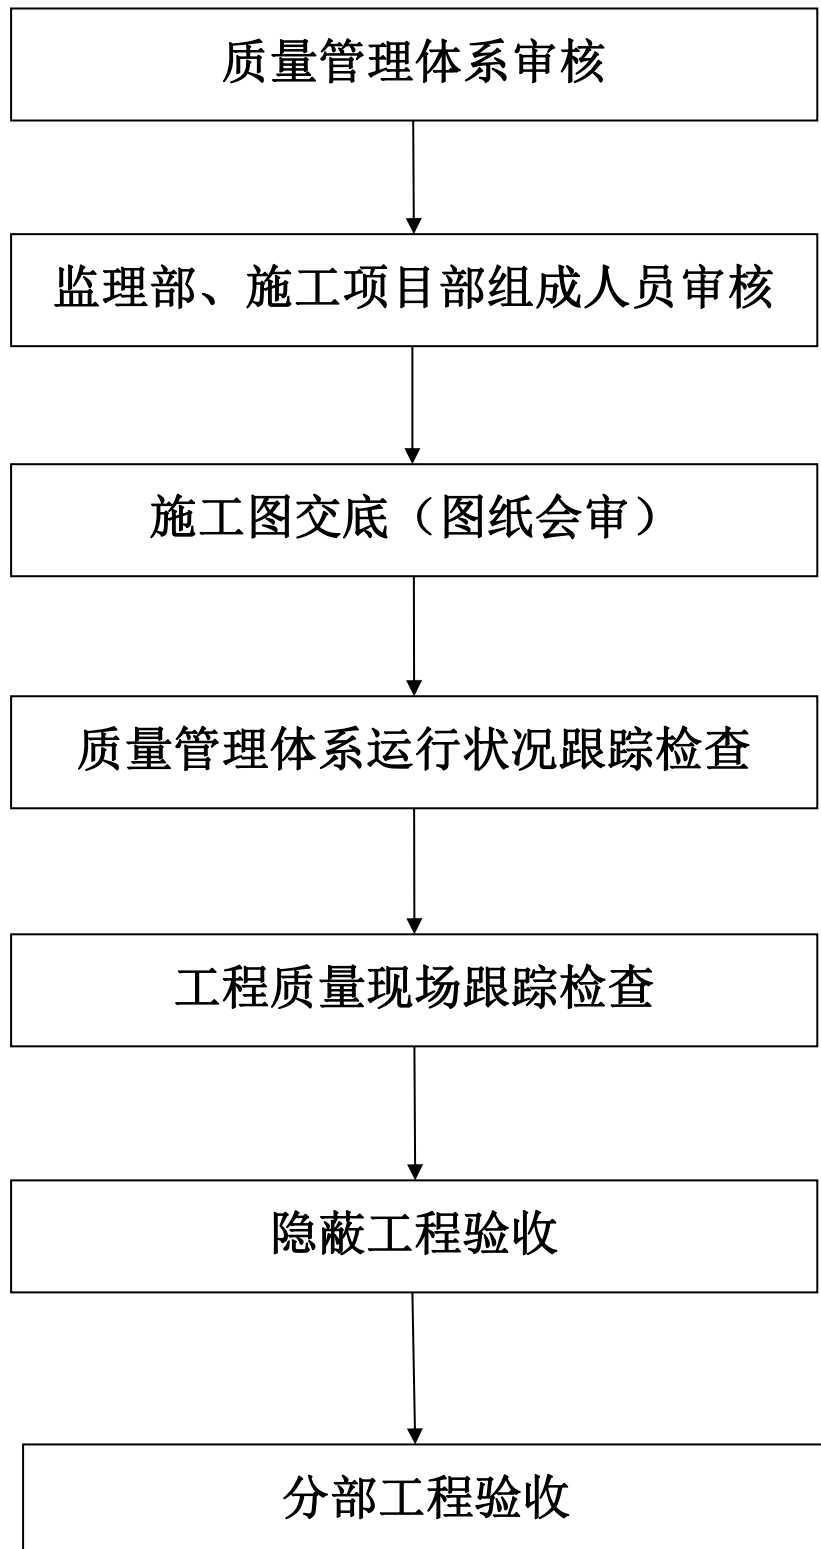 质量管理体系审核
监理部、施工项目部组成人员审核
施工图交底（图纸会审）
质量管理体系运行状况跟踪检查
工程质量现场跟踪检查
隐蔽工程验收
分部工程验收